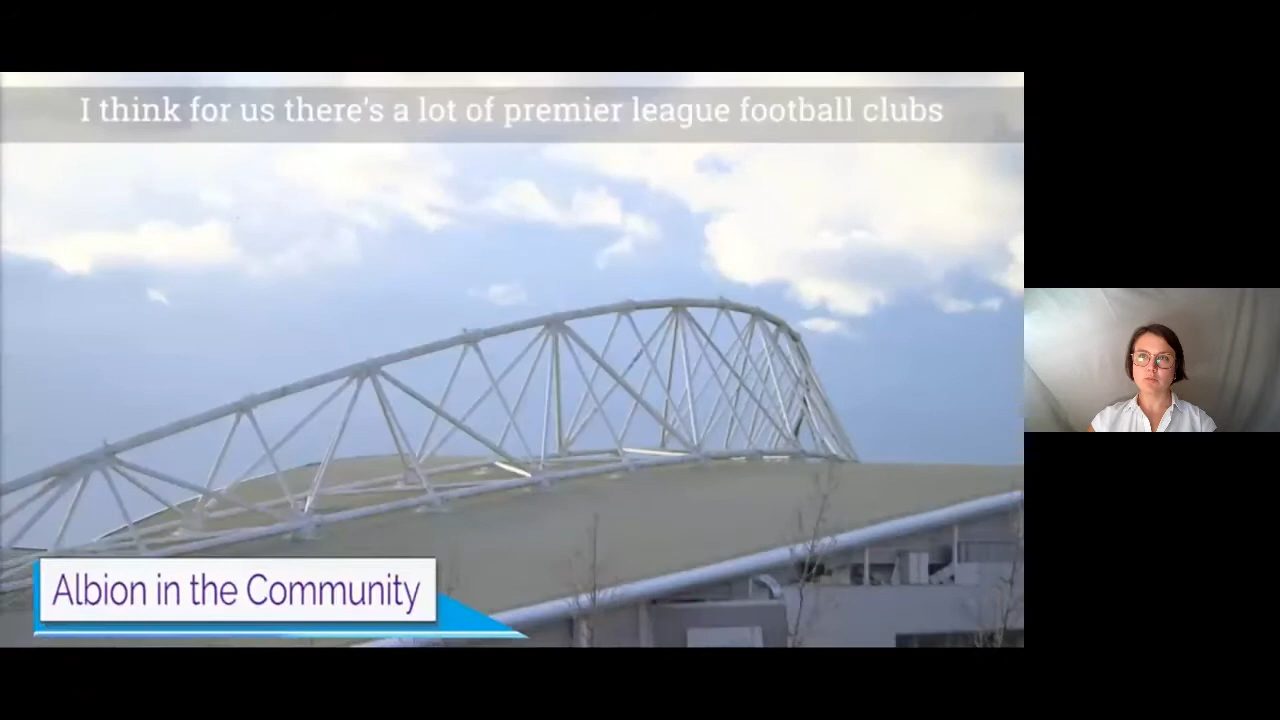 I think for us there's a lot of premier league football clubs
Albion in the Community